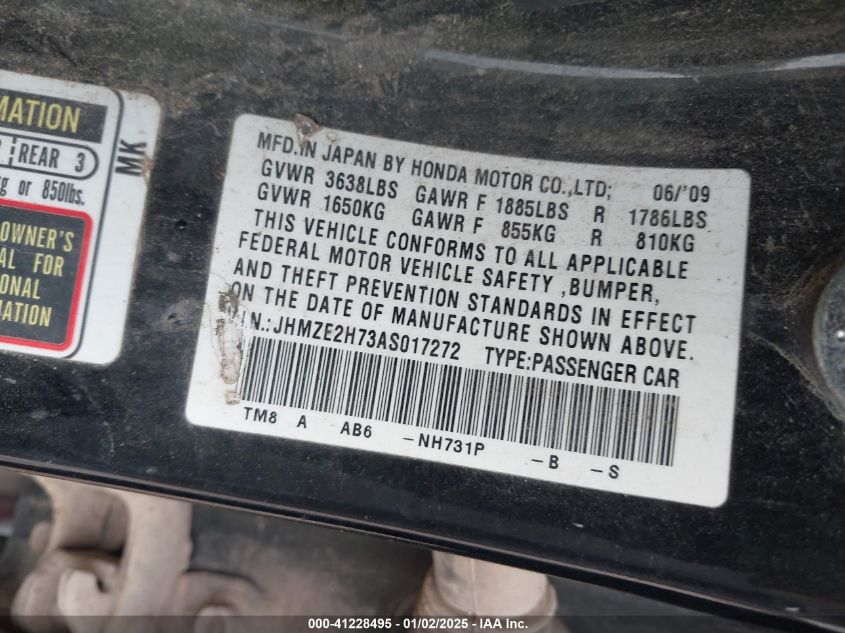 MATION
REAR 3
kg or 850lbs.
OWNER'S
AL FOR
ONAL
MATION
MK
MFD.IN JAPAN BY HONDA MOTOR CO.,LTD; 06/'09
GVWR 3638LBS GAWR F 1885LBS R 1786LBS
GVWR 1650KG GAWR F 855KG R 810KG
THIS VEHICLE CONFORMS TO ALL APPLICABLE
FEDERAL MOTOR VEHICLE SAFETY ,BUMPER,
AND THEFT PREVENTION STANDARDS IN EFFECT
ON THE DATE OF MANUFACTURE SHOWN ABOVE.
I.N.:JHMZE2H73AS017272 TYPE:PASSENGER CAR
TM8 A AB6 -NH731P -B -S
000-41228495 - 01/02/2025 - IAA Inc.